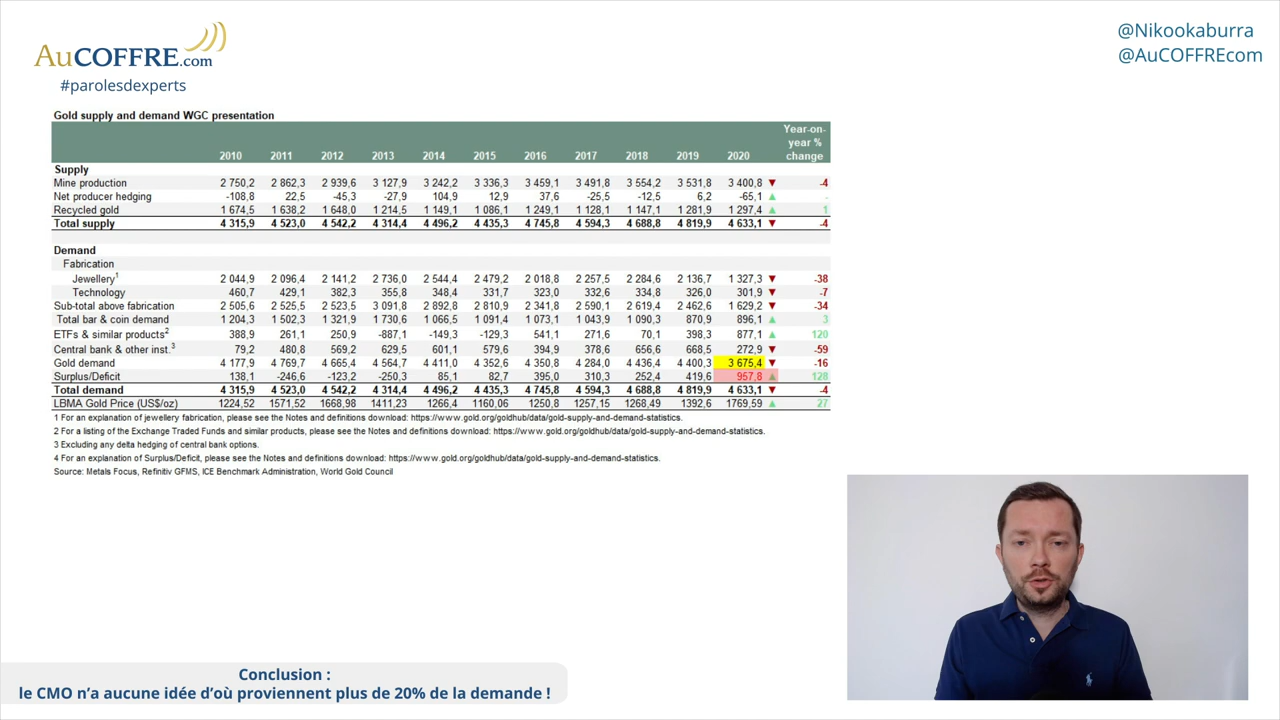 AuCOFFRE.com
#parolesdexperts
@Nikookaburra
@AuCOFFREcom
Gold supply and demand WGC presentation
2010 2011 2012 2013 2014 2015 2016 2017 2018 2019 2020 Year-on-year % change
Supply
Mine production 2 750,2 2 862,3 2 939,6 3 127,9 3 242,2 3 336,3 3 459,1 3 491,8 3 554,2 3 531,8 3 400,8 ▼ -4
Net producer hedging -108,8 22,5 -45,3 -27,9 104,9 12,9 37,6 -25,5 -12,5 6,2 -65,1 ▲ -
Recycled gold 1 674,5 1 638,2 1 648,0 1 214,5 1 149,1 1 086,1 1 249,1 1 128,1 1 147,1 1 281,9 1 297,4 ▲ 1
Total supply 4 315,9 4 523,0 4 542,2 4 314,4 4 496,2 4 435,3 4 745,8 4 594,3 4 688,8 4 819,9 4 633,1 ▼ -4
Demand
Fabrication
Jewellery¹ 2 044,9 2 096,4 2 141,2 2 736,0 2 544,4 2 479,2 2 018,8 2 257,5 2 284,6 2 136,7 1 327,3 ▼ -38
Technology 460,7 429,1 382,3 355,8 348,4 331,7 323,0 332,6 334,8 326,0 301,9 ▼ -7
Sub-total above fabrication 2 505,6 2 525,5 2 523,5 3 091,8 2 892,8 2 810,9 2 341,8 2 590,1 2 619,4 2 462,6 1 629,2 ▼ -34
Total bar & coin demand 1 204,3 1 502,3 1 321,9 1 730,6 1 066,5 1 091,4 1 073,1 1 043,9 1 090,3 870,9 896,1 ▲ 3
ETFs & similar products² 388,9 261,1 250,9 -887,1 -149,3 -129,3 541,1 271,6 70,1 398,3 877,1 ▲ 120
Central bank & other inst.³ 79,2 480,8 569,2 629,5 601,1 579,6 394,9 378,6 656,6 668,5 272,9 ▼ -59
Gold demand 4 177,9 4 769,7 4 665,4 4 564,7 4 411,0 4 352,6 4 350,8 4 284,0 4 436,4 4 400,3 3 675,4 ▼ -16
Surplus/Deficit 138,1 -246,6 -123,2 -250,3 85,1 82,7 395,0 310,3 252,4 419,6 957,8 ▲ 128
Total demand 4 315,9 4 523,0 4 542,2 4 314,4 4 496,2 4 435,3 4 745,8 4 594,3 4 688,8 4 819,9 4 633,1 ▼ -4
LBMA Gold Price (US$/oz) 1224,52 1571,52 1668,98 1411,23 1266,4 1160,06 1250,8 1257,15 1268,49 1392,6 1769,59 ▲ 27
1 For an explanation of jewellery fabrication, please see the Notes and definitions download: https://www.gold.org/goldhub/data/gold-supply-and-demand-statistics.
2 For a listing of the Exchange Traded Funds and similar products, please see the Notes and definitions download: https://www.gold.org/goldhub/data/gold-supply-and-demand-statistics.
3 Excluding any delta hedging of central bank options.
4 For an explanation of Surplus/Deficit, please see the Notes and definitions download: https://www.gold.org/goldhub/data/gold-supply-and-demand-statistics.
Source: Metals Focus, Refinitiv GFMS, ICE Benchmark Administration, World Gold Council
Conclusion :
le CMO n'a aucune idée d'où proviennent plus de 20% de la demande !